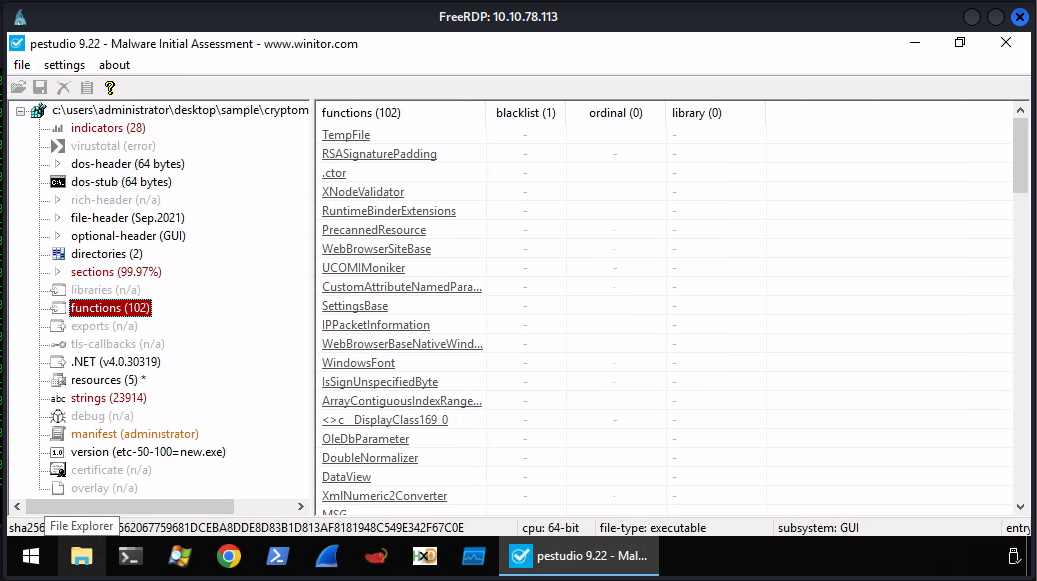 FreeRDP: 10.10.78.113
pestudio 9.22 - Malware Initial Assessment - www.winitor.com
file settings about
c:\users\administrator\desktop\sample\cryptom
indicators (28)
virustotal (error)
dos-header (64 bytes)
dos-stub (64 bytes)
rich-header (n/a)
file-header (Sep.2021)
optional-header (GUI)
directories (2)
sections (99.97%)
libraries (n/a)
functions (102)
exports (n/a)
tls-callbacks (n/a)
.NET (v4.0.30319)
resources (5) *
abc strings (23914)
debug (n/a)
manifest (administrator)
1.0 version (etc-50-100=new.exe)
certificate (n/a)
overlay (n/a)
functions (102) blacklist (1) ordinal (0) library (0)
TempFile - -
RSASignaturePadding - - -
.ctor - -
XNodeValidator - -
RuntimeBinderExtensions - -
PrecannedResource - - -
WebBrowserSiteBase - - -
UCOMIMoniker - - -
CustomAttributeNamedPara... - - -
SettingsBase - -
IPPacketInformation - -
WebBrowserBaseNativeWind... - -
WindowsFont - - -
IsSignUnspecifiedByte - - -
ArrayContiguousIndexRange... - -
<>c__DisplayClass169_0 - - -
OleDbParameter - -
DoubleNormalizer - -
DataView - -
XmlNumeric2Converter - - -
MSG - -
sha256
File Explorer
562067759681DCEBA8DDE8D83B1D813AF8181948C549E342F67C0E cpu: 64-bit file-type: executable subsystem: GUI entry
pestudio 9.22 - Mal...